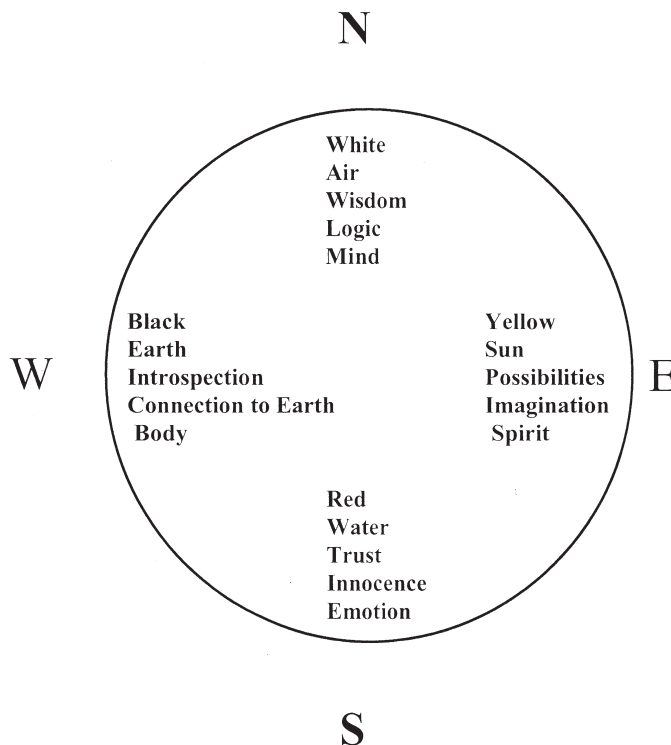 N
White
Air
Wisdom
Logic
Mind
W
Black
Earth
Introspection
Connection to Earth
Body
Yellow
Sun
Possibilities
Imagination
Spirit
E
Red
Water
Trust
Innocence
Emotion
S